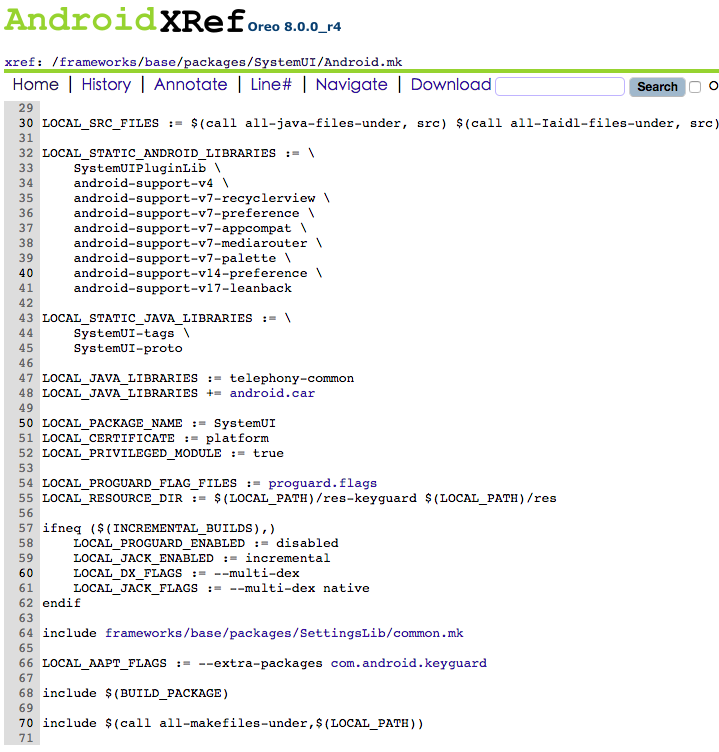 AndroidXRef Oreo 8.0.0_r4
xref: /frameworks/base/packages/SystemUI/Android.mk
Home | History | Annotate | Line# | Navigate | Download Search O
29
30 LOCAL_SRC_FILES := $(call all-java-files-under, src) $(call all-Iaidl-files-under, src)
31
32 LOCAL_STATIC_ANDROID_LIBRARIES := \
33     SystemUIPluginLib \
34     android-support-v4 \
35     android-support-v7-recyclerview \
36     android-support-v7-preference \
37     android-support-v7-appcompat \
38     android-support-v7-mediarouter \
39     android-support-v7-palette \
40     android-support-v14-preference \
41     android-support-v17-leanback
42
43 LOCAL_STATIC_JAVA_LIBRARIES := \
44     SystemUI-tags \
45     SystemUI-proto
46
47 LOCAL_JAVA_LIBRARIES := telephony-common
48 LOCAL_JAVA_LIBRARIES += android.car
49
50 LOCAL_PACKAGE_NAME := SystemUI
51 LOCAL_CERTIFICATE := platform
52 LOCAL_PRIVILEGED_MODULE := true
53
54 LOCAL_PROGUARD_FLAG_FILES := proguard.flags
55 LOCAL_RESOURCE_DIR := $(LOCAL_PATH)/res-keyguard $(LOCAL_PATH)/res
56
57 ifneq ($(INCREMENTAL_BUILDS),)
58     LOCAL_PROGUARD_ENABLED := disabled
59     LOCAL_JACK_ENABLED := incremental
60     LOCAL_DX_FLAGS := --multi-dex
61     LOCAL_JACK_FLAGS := --multi-dex native
62 endif
63
64 include frameworks/base/packages/SettingsLib/common.mk
65
66 LOCAL_AAPT_FLAGS := --extra-packages com.android.keyguard
67
68 include $(BUILD_PACKAGE)
69
70 include $(call all-makefiles-under,$(LOCAL_PATH))
71